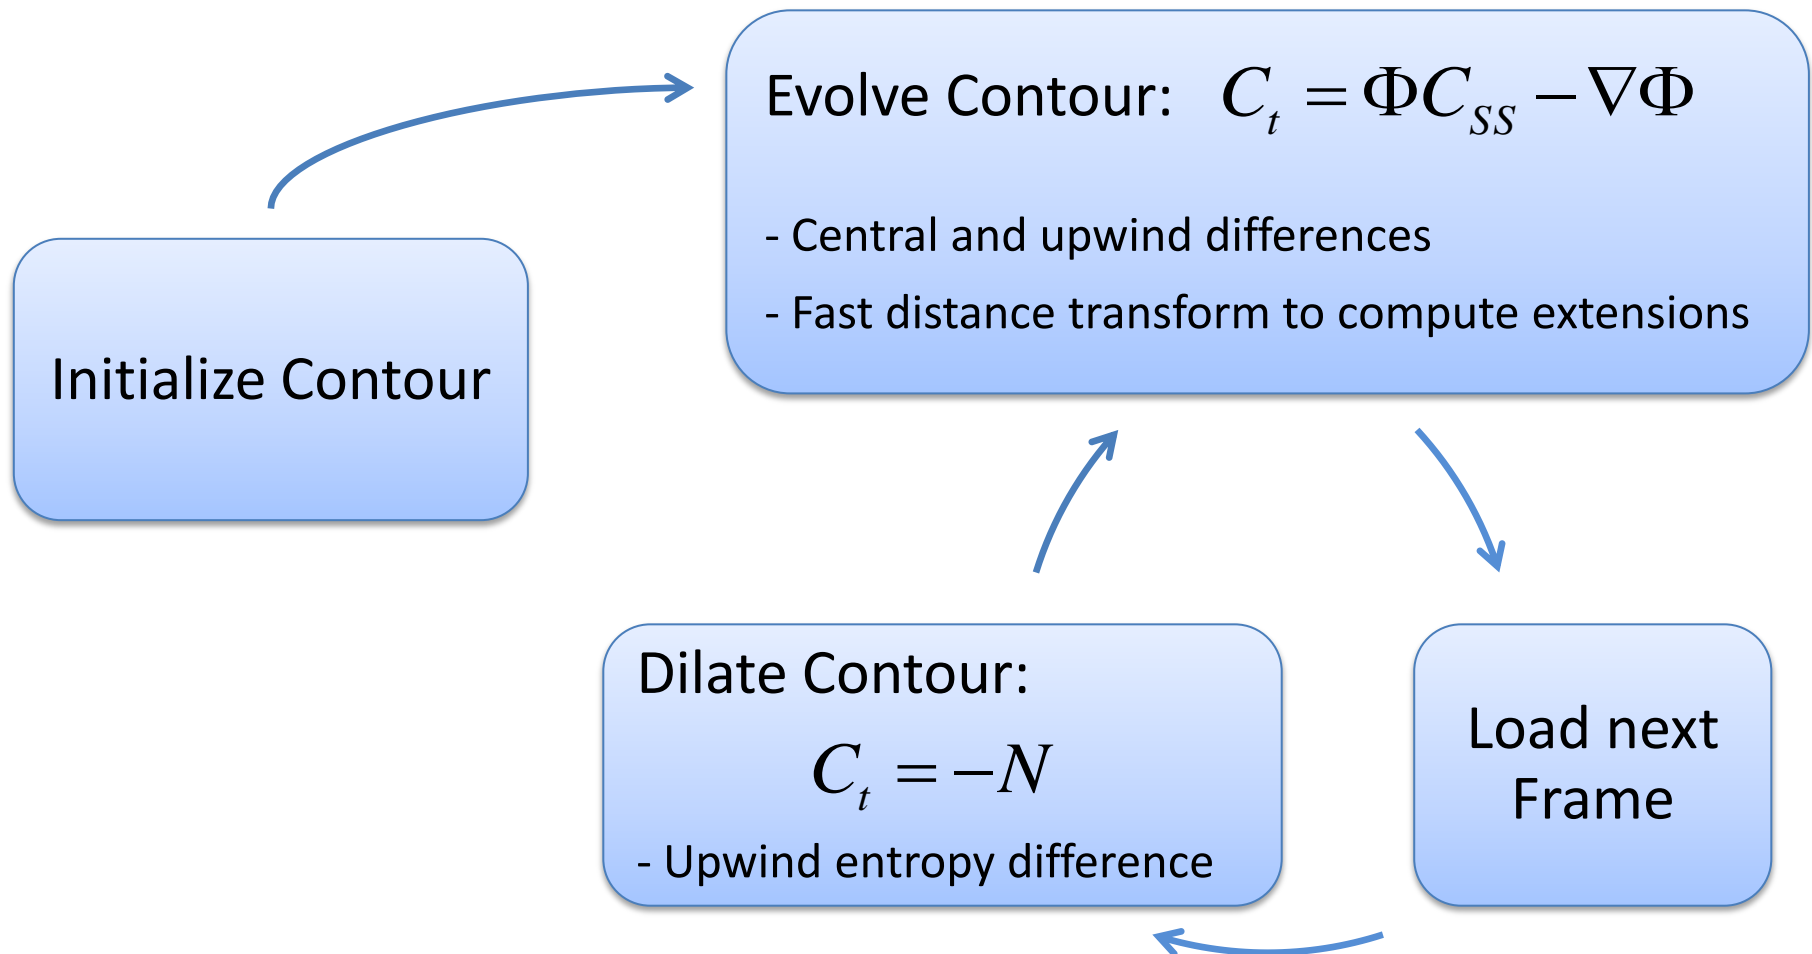 Evolve Contour: C_t = ΦC_SS − ∇Φ
- Central and upwind differences
- Fast distance transform to compute extensions
Initialize Contour
Dilate Contour:
C_t = −N
- Upwind entropy difference
Load next
Frame